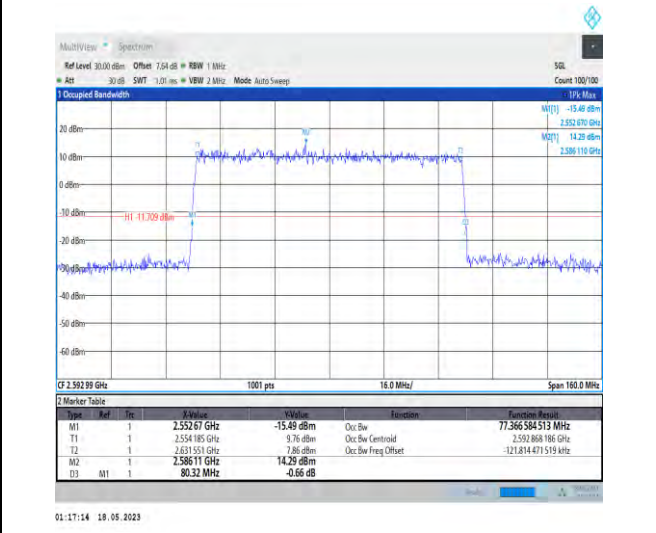 MultiView Spectrum
Ref Level 30.00 dBm Offset 7.64 dB RBW 1 MHz SGL
Att 30 dB SWT 1.01 ms VBW 2 MHz Mode Auto Sweep Count 100/100
1 Occupied Bandwidth 1Pk Max
M1[1] -15.49 dBm
2.552 670 GHz
M2[1] 14.29 dBm
2.586 110 GHz
20 dBm
M2
T1 T2
10 dBm
0 dBm
-10 dBm
H1 -11.709 dBm
M1
-20 dBm
-30 dBm
-40 dBm
-50 dBm
-60 dBm
CF 2.592 99 GHz 1001 pts 16.0 MHz/ Span 160.0 MHz
2 Marker Table
Type Ref Trc X-Value Y-Value Function Function Result
M1 1 2.552 67 GHz -15.49 dBm Occ Bw 77.366 584 513 MHz
T1 1 2.554 185 GHz 9.76 dBm Occ Bw Centroid 2.592 868 186 GHz
T2 1 2.631 551 GHz 7.86 dBm Occ Bw Freq Offset -121.814 471 519 kHz
M2 1 2.586 11 GHz 14.29 dBm
D3 M1 1 80.32 MHz -0.66 dB
01:17:14 18.05.2023